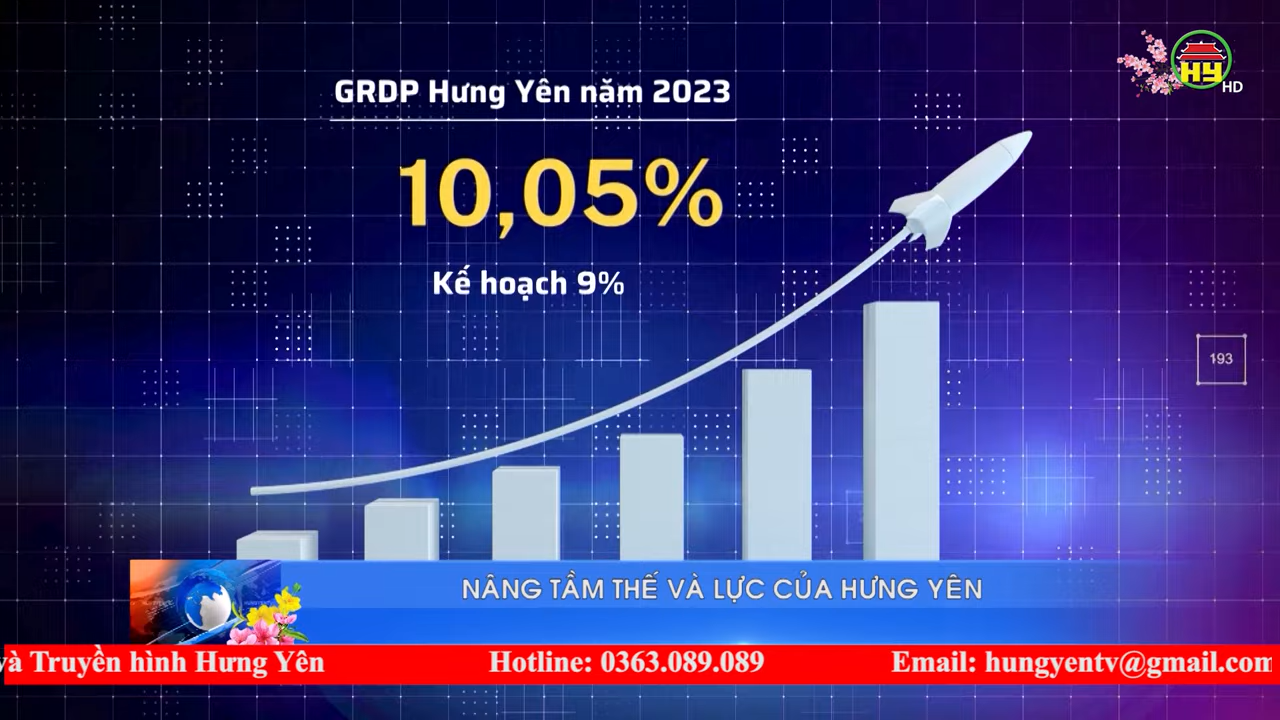 GRDP Hưng Yên năm 2023
HY
HD
10,05%
Kế hoạch 9%
193
NÂNG TẦM THẾ VÀ LỰC CỦA HƯNG YÊN
và Truyền hình Hưng Yên Hotline: 0363.089.089 Email: hungyentv@gmail.com